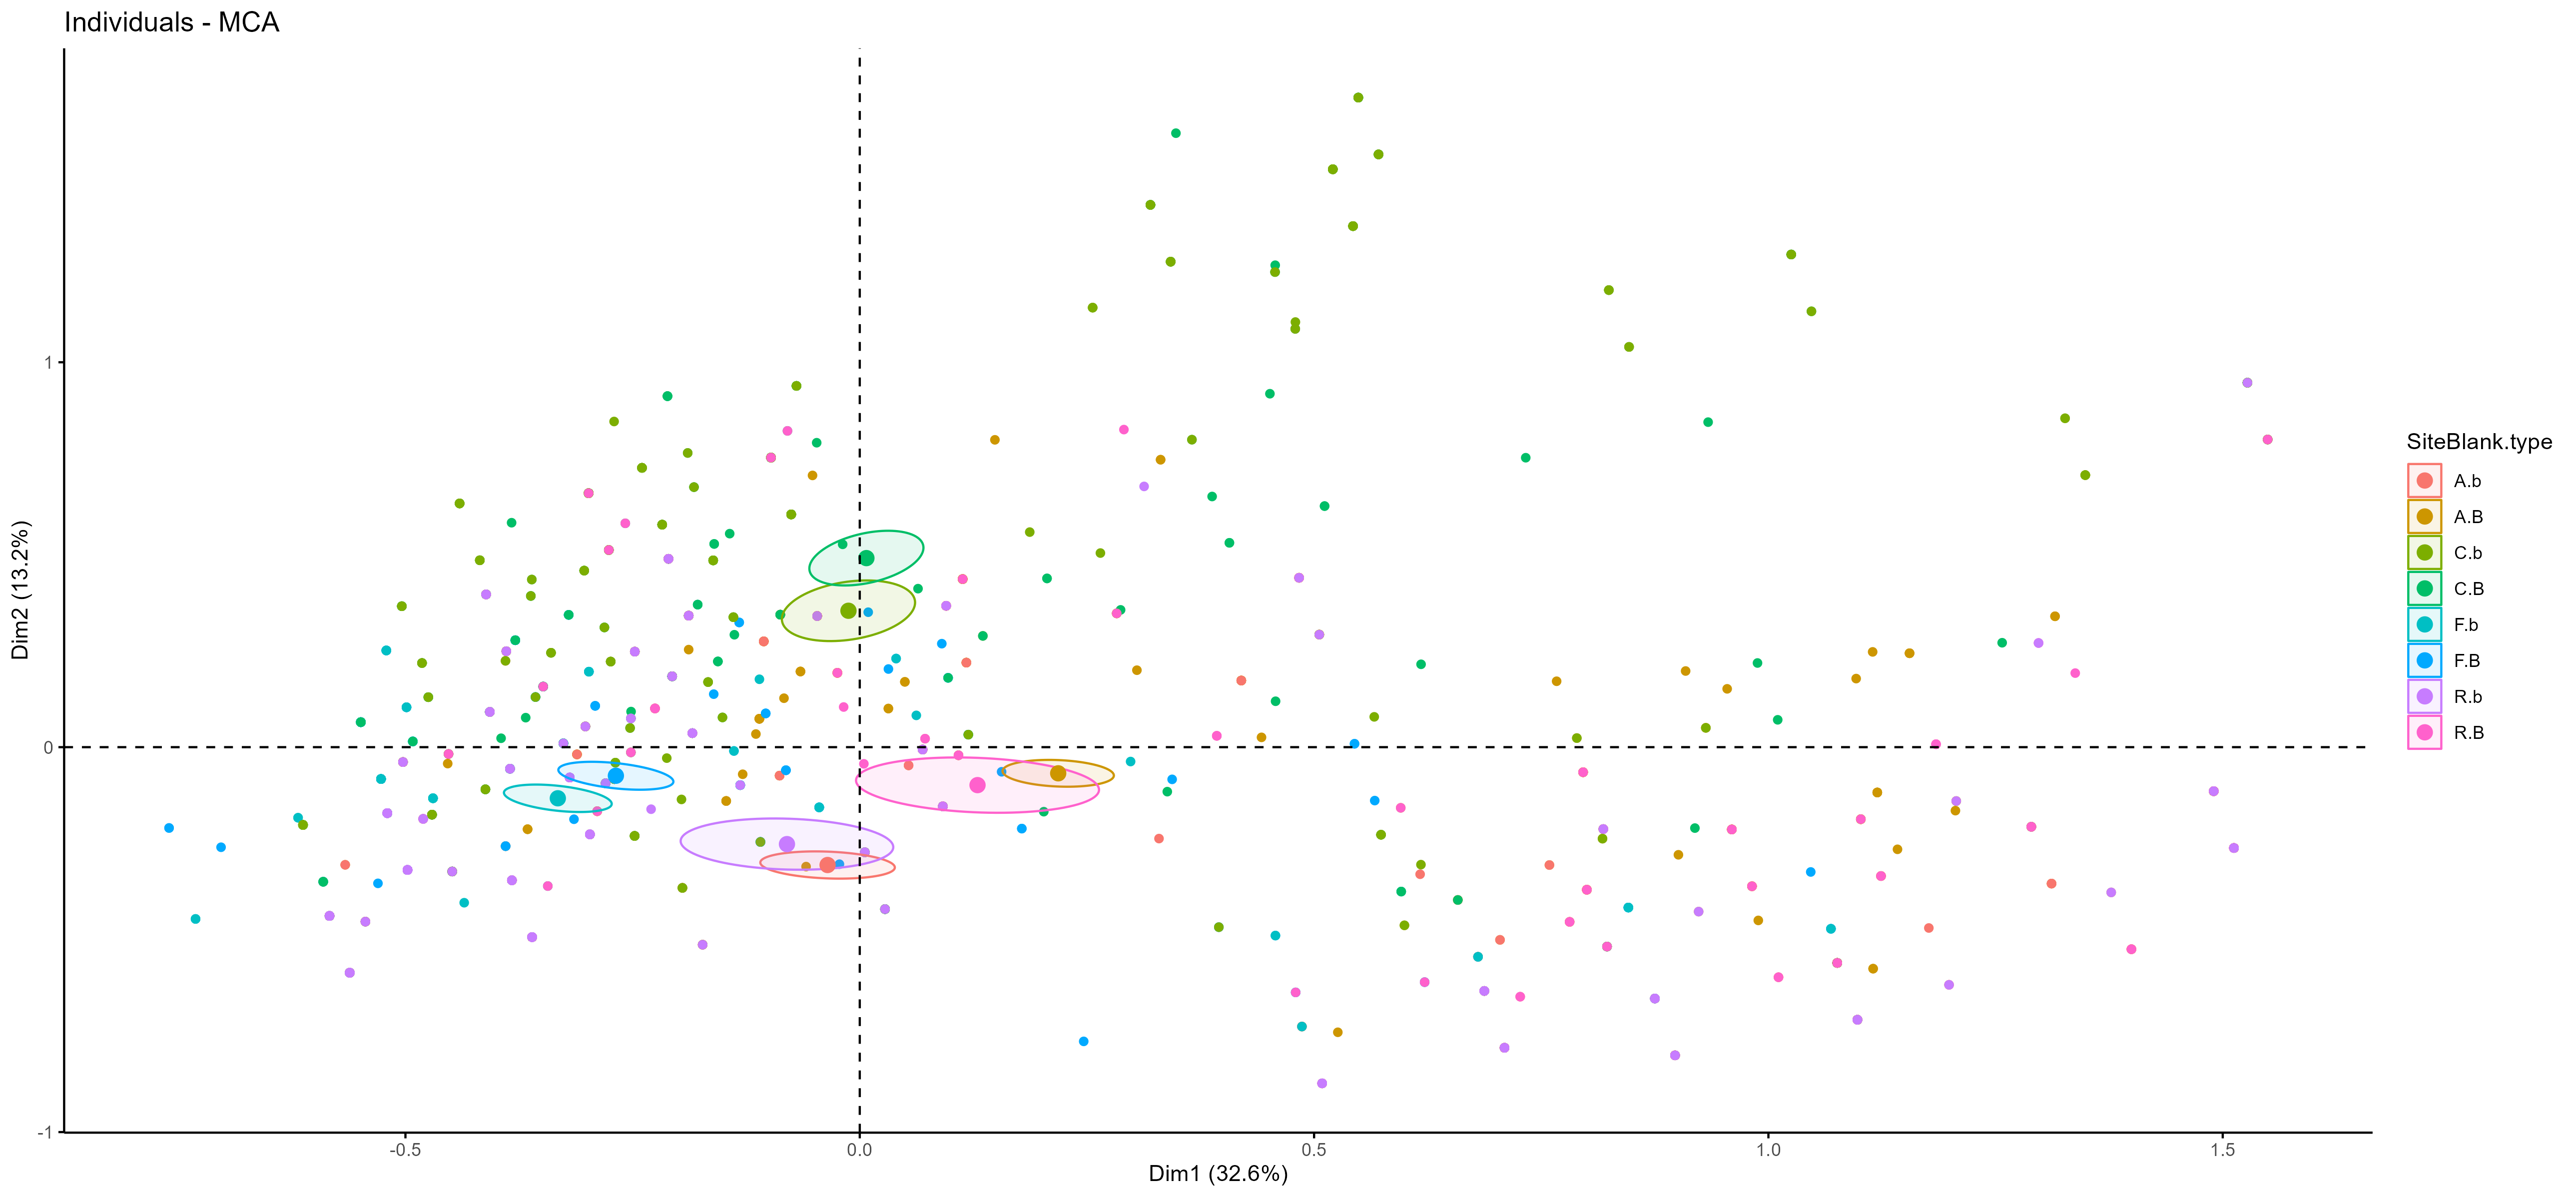 Individuals - MCA
Dim2 (13.2%)
1
0
-1
-0.5
0.0
0.5
1.0
1.5
Dim1 (32.6%)
SiteBlank.type
A.b
A.B
C.b
C.B
F.b
F.B
R.b
R.B